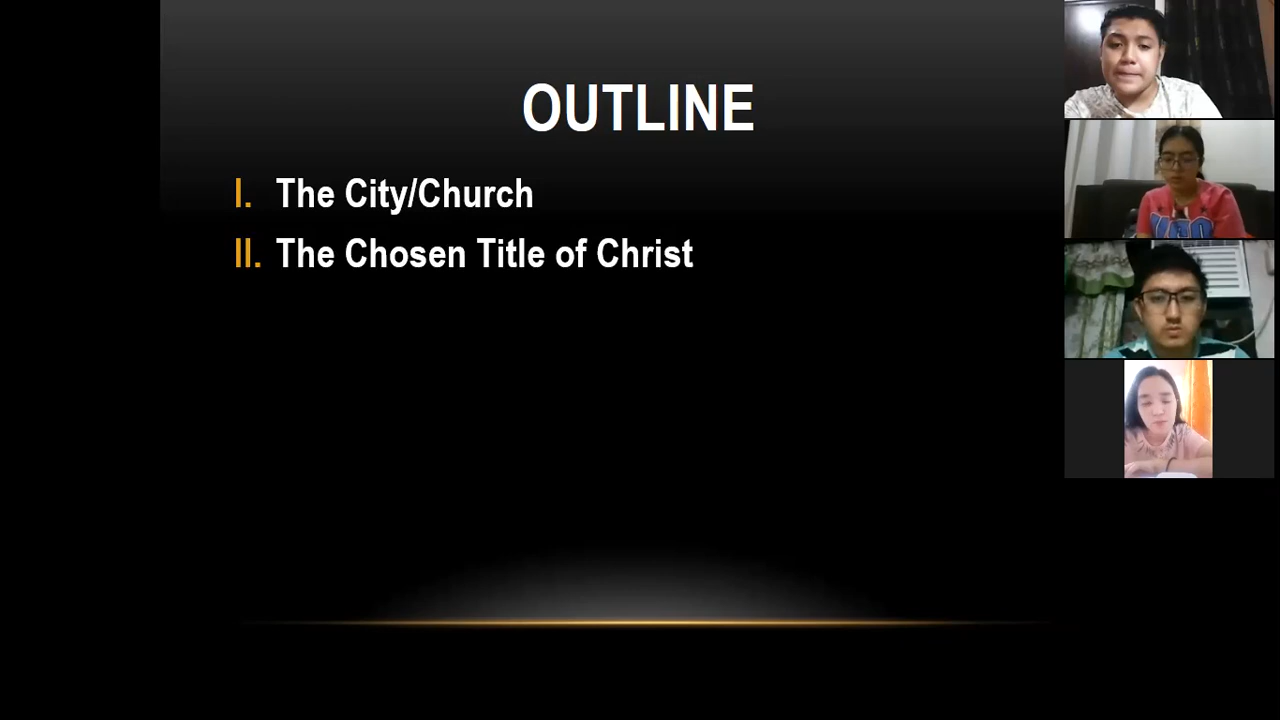 OUTLINE
I. The City/Church
II. The Chosen Title of Christ